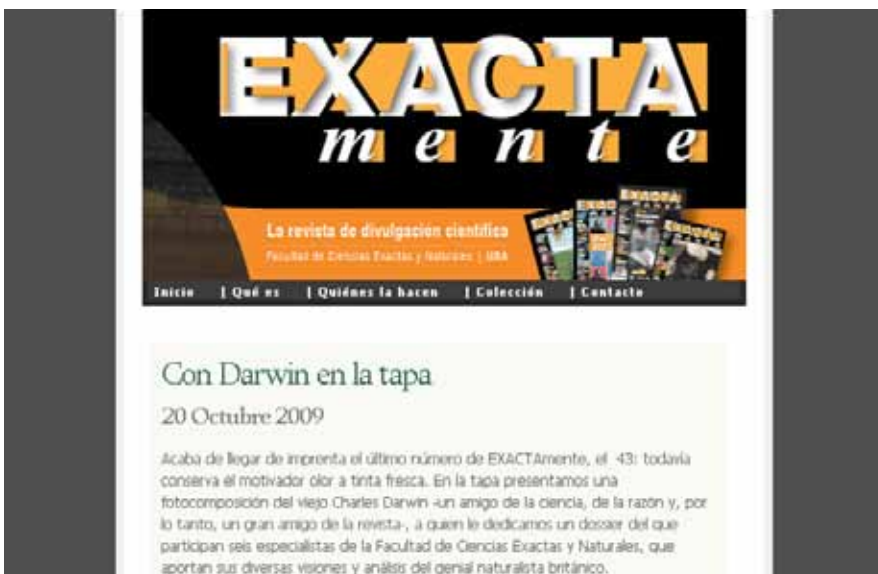 EXACTA
mente
La revista de divulgación científica
Facultad de Ciencias Exactas y Naturales | UBA
Inicio | Qué es | Quiénes la hacen | Colección | Contacto
Con Darwin en la tapa
20 Octubre 2009
Acaba de llegar de imprenta el último número de EXACTAmente, el 43: todavía
conserva el motivador olor a tinta fresca. En la tapa presentamos una
fotocomposición del viejo Charles Darwin -un amigo de la ciencia, de la razón y, por
lo tanto, un gran amigo de la revista-, a quien le dedicamos un dossier del que
participan seis especialistas de la Facultad de Ciencias Exactas y Naturales, que
aportan sus diversas visiones y análisis del genial naturalista británico.